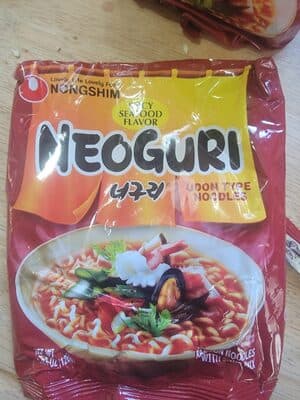 NONGSHIM
SPICY
SEAFOOD
FLAVOR
NEOGURI
너구리
UDON TYPE
NOODLES